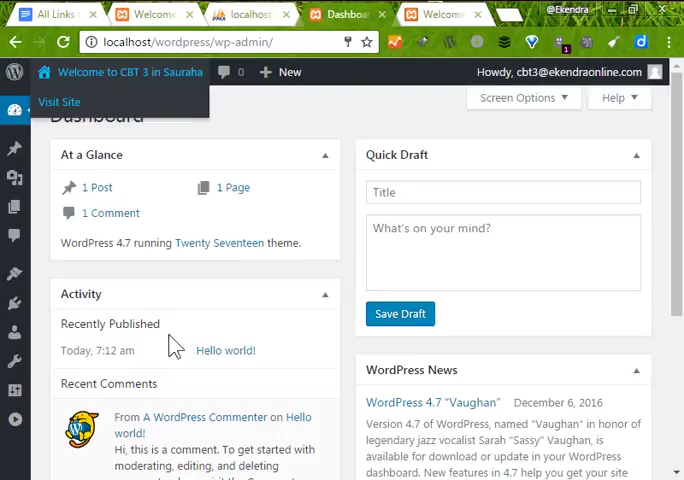 @Ekendra
All Links
Welcome
localhost
Dashboa
Welcome
localhost/wordpress/wp-admin/
Welcome to CBT 3 in Sauraha
0
New
Howdy, cbt3@ekendraonline.com
Visit Site
Screen Options
Help
Dashboard
At a Glance
1 Post
1 Page
1 Comment
WordPress 4.7 running Twenty Seventeen theme.
Quick Draft
Title
What's on your mind?
Save Draft
Activity
Recently Published
Today, 7:12 am
Hello world!
Recent Comments
From A WordPress Commenter on Hello
world!
Hi, this is a comment. To get started with
moderating, editing, and deleting
WordPress News
WordPress 4.7 "Vaughan" December 6, 2016
Version 4.7 of WordPress, named "Vaughan" in honor of
legendary jazz vocalist Sarah "Sassy" Vaughan, is
available for download or update in your WordPress
dashboard. New features in 4.7 help you get your site